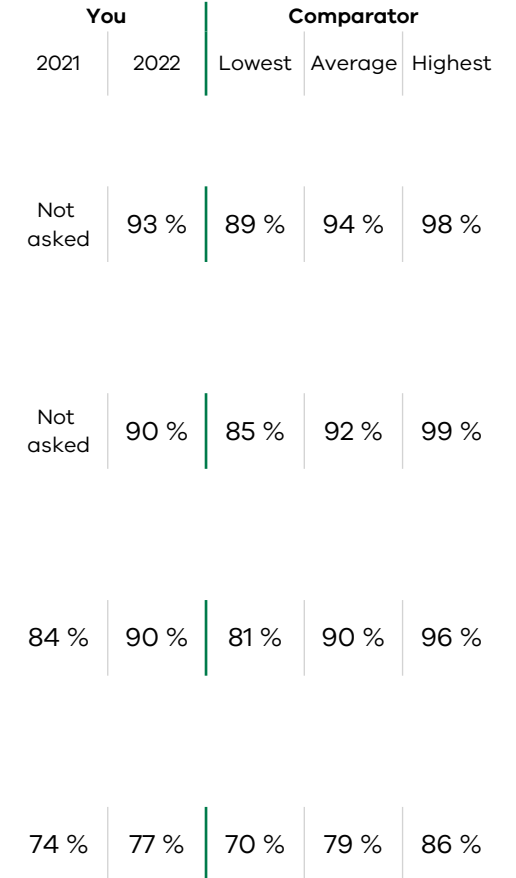 You Comparator
2021 2022 Lowest Average Highest
Not asked 93 % 89 % 94 % 98 %
Not asked 90 % 85 % 92 % 99 %
84 % 90 % 81 % 90 % 96 %
74 % 77 % 70 % 79 % 86 %